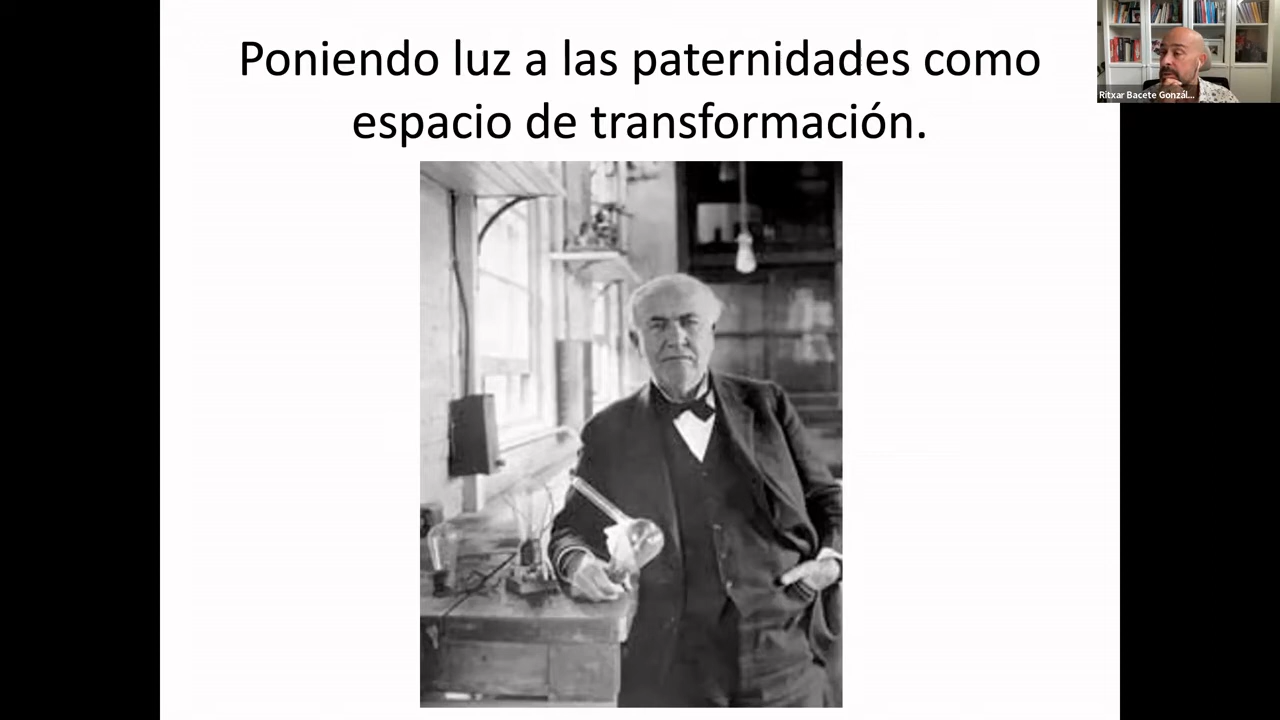 Poniendo luz a las paternidades como
espacio de transformación.
Ritxar Bacete Gonzál...